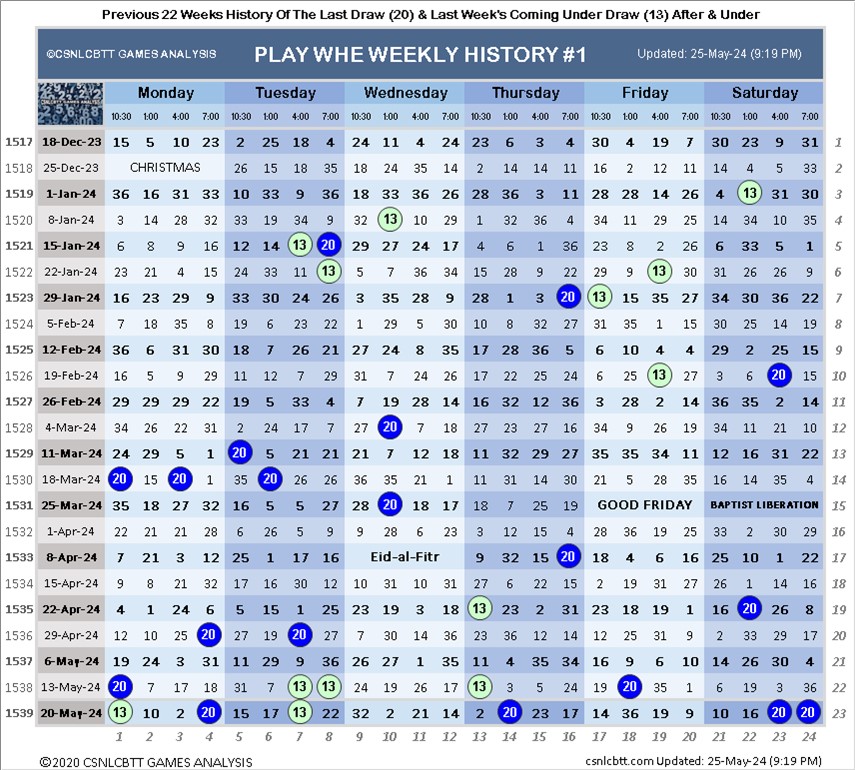 Previous 22 Weeks History Of The Last Draw (20) & Last Week's Coming Under Draw (13) After & Under
©CSNLCBTT GAMES ANALYSIS PLAY WHE WEEKLY HISTORY #1 Updated: 25-May-24 (9:19 PM)
Monday Tuesday Wednesday Thursday Friday Saturday
10:30 1:00 4:00 7:00 10:30 1:00 4:00 7:00 10:30 1:00 4:00 7:00 10:30 1:00 4:00 7:00 10:30 1:00 4:00 7:00 10:30 1:00 4:00 7:00
1517 18-Dec-23 15 5 10 23 2 25 18 4 24 11 4 24 23 6 3 4 30 4 19 7 30 23 9 31 1
1518 25-Dec-23 CHRISTMAS 26 15 18 35 18 24 35 14 2 14 14 11 16 2 12 11 14 4 5 33 2
1519 1-Jan-24 36 16 31 33 10 33 9 36 18 33 36 26 28 36 3 11 28 28 14 26 4 13 31 30 3
1520 8-Jan-24 3 14 28 32 33 19 34 9 32 13 10 29 1 32 36 4 34 11 29 25 14 34 10 35 4
1521 15-Jan-24 6 8 9 16 12 14 13 20 29 27 24 17 4 6 1 36 23 8 2 26 6 33 5 1 5
1522 22-Jan-24 23 21 4 15 24 33 11 13 5 7 36 34 15 28 9 22 29 9 13 30 31 26 26 9 6
1523 29-Jan-24 16 23 29 9 33 30 24 26 3 35 28 9 28 1 3 20 13 15 35 27 34 30 36 22 7
1524 5-Feb-24 7 18 35 8 19 6 23 22 1 29 5 30 10 8 32 27 31 35 1 15 30 25 14 19 8
1525 12-Feb-24 36 6 31 30 18 7 26 21 27 24 8 35 17 28 36 5 6 10 4 4 29 2 25 15 9
1526 19-Feb-24 16 5 9 29 11 12 7 29 31 7 24 26 17 22 25 24 6 25 13 27 3 6 20 15 10
1527 26-Feb-24 29 29 29 22 19 5 33 4 7 19 28 14 16 32 12 36 3 28 2 14 36 35 2 14 11
1528 4-Mar-24 34 26 22 31 2 24 17 7 27 20 7 18 27 23 27 16 34 9 26 19 34 11 21 10 12
1529 11-Mar-24 24 29 5 1 20 5 21 21 21 7 12 18 11 32 29 27 35 35 34 11 12 16 31 22 13
1530 18-Mar-24 20 15 20 1 35 20 26 26 36 35 21 1 11 31 14 30 21 5 28 35 16 14 35 4 14
1531 25-Mar-24 35 18 27 32 16 5 5 27 28 20 18 17 18 7 25 19 GOOD FRIDAY BAPTIST LIBERATION 15
1532 1-Apr-24 22 21 21 28 6 26 5 9 9 28 6 23 3 12 15 4 28 36 19 25 33 2 30 29 16
1533 8-Apr-24 7 21 3 12 25 1 17 16 Eid-al-Fitr 9 32 15 20 18 4 6 16 25 10 1 22 17
1534 15-Apr-24 9 8 21 32 17 16 30 12 10 31 10 31 27 6 22 15 2 19 31 27 26 1 14 16 18
1535 22-Apr-24 4 1 24 6 5 15 1 25 23 19 3 18 13 23 2 31 23 18 19 1 16 20 26 8 19
1536 29-Apr-24 12 10 25 20 27 19 20 27 7 30 14 36 23 36 14 14 12 25 31 9 2 33 29 17 20
1537 6-May-24 19 24 3 31 11 29 9 36 26 27 1 35 11 4 35 34 16 9 6 10 14 26 30 4 21
1538 13-May-24 20 7 17 18 31 7 13 13 24 19 26 17 13 3 5 24 19 20 35 1 6 19 3 36 22
1539 20-May-24 13 10 2 20 15 17 13 22 32 2 21 14 2 20 23 17 14 36 19 9 10 16 20 20 23
1 2 3 4 5 6 7 8 9 10 11 12 13 14 15 16 17 18 19 20 21 22 23 24
©2020 CSNLCBTT GAMES ANALYSIS csnlcbtt.com Updated: 25-May-24 (9:19 PM)